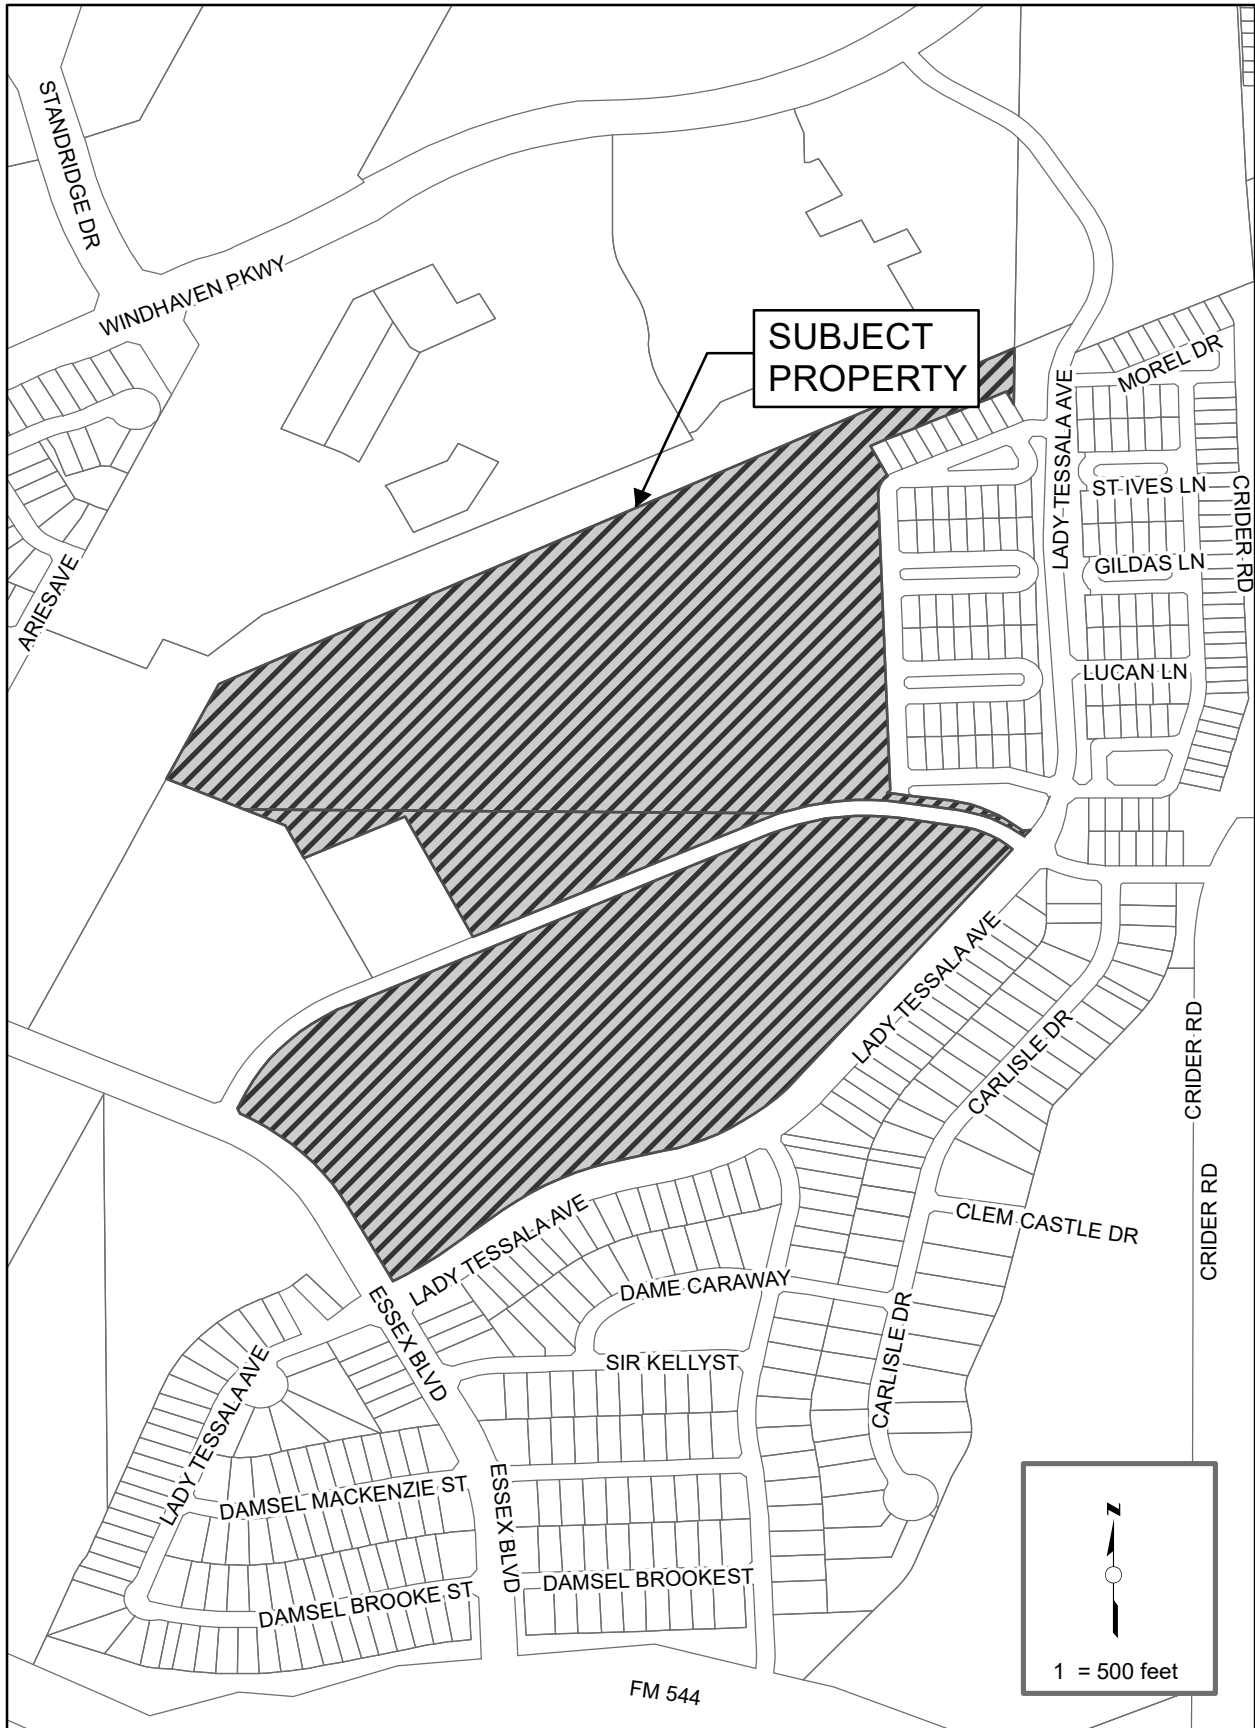 STANDRIDGE DR
WINDHAVEN PKWY
SUBJECT
PROPERTY
MOREL DR
LADY TESSALA AVE
ST IVES LN
CRIDER RD
GILDAS LN
ARIESAVE
LUCAN LN
LADY TESSALA AVE
CARLISLE DR
CRIDER RD
CLEM CASTLE DR
CRIDER RD
LADY TESSALA AVE
DAME CARAWAY
ESSEX BLVD
SIR KELLYST
CARLISLE DR
LADY TESSALA AVE
DAMSEL MACKENZIE ST
ESSEX BLVD
DAMSEL BROOKEST
DAMSEL BROOKE ST
Z
1 = 500 feet
FM 544